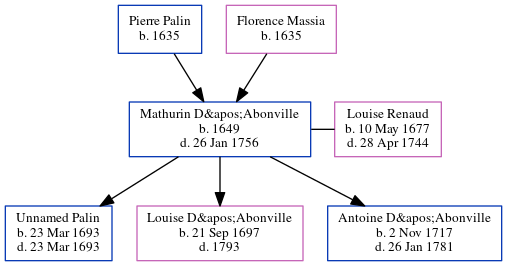 Pierre Palin
b. 1635
Florence Massia
b. 1635
Mathurin D&apos;Abonville
b. 1649
d. 26 Jan 1756
Louise Renaud
b. 10 May 1677
d. 28 Apr 1744
Unnamed Palin
b. 23 Mar 1693
d. 23 Mar 1693
Louise D&apos;Abonville
b. 21 Sep 1697
d. 1793
Antoine D&apos;Abonville
b. 2 Nov 1717
d. 26 Jan 1781